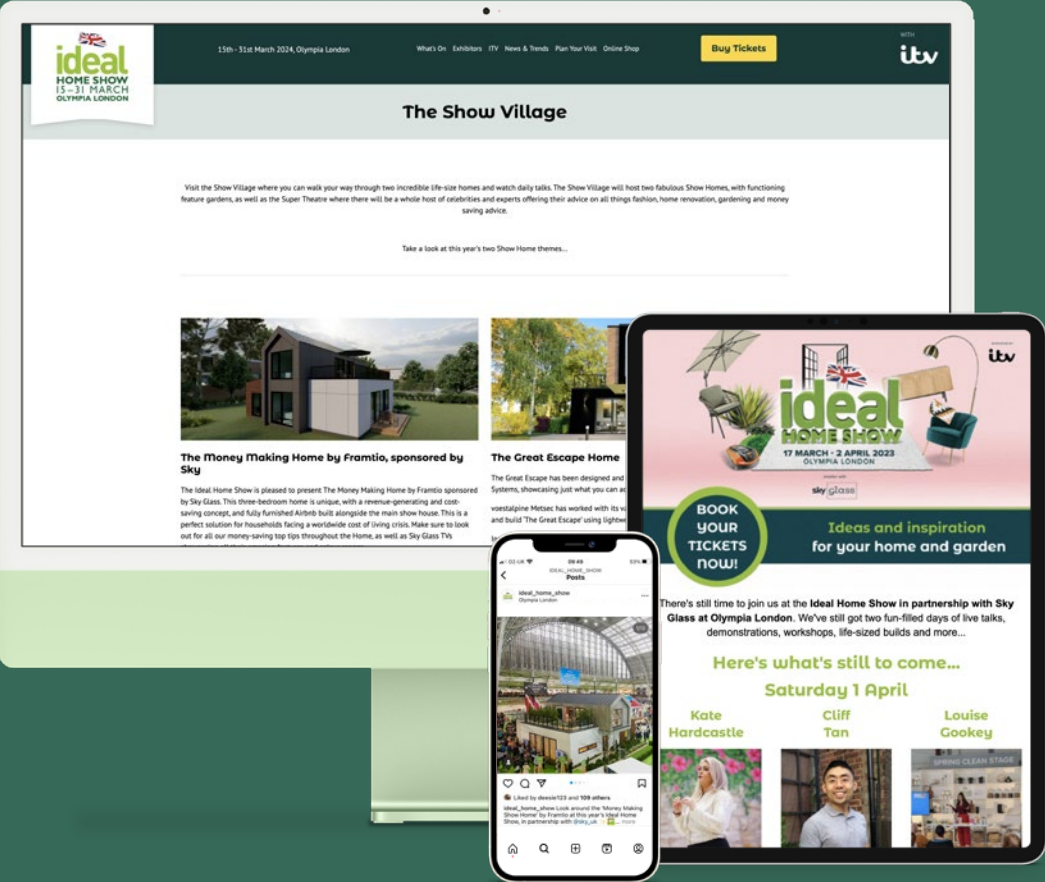 ideal
HOME SHOW
15–31 MARCH
OLYMPIA LONDON
15th - 31st March 2024, Olympia London
What's On Exhibitors ITV News & Trends Plan Your Visit Online Shop
Buy Tickets
WITH
itv
The Show Village
Visit the Show Village where you can walk your way through two incredible life-size homes and watch daily talks. The Show Village will host two fabulous Show Homes, with functioning
feature gardens, as well as the Super Theatre where there will be a whole host of celebrities and experts offering their advice on all things fashion, home renovation, gardening and money
saving advice.
Take a look at this year's two Show Home themes...
The Money Making Home by Framtio, sponsored by
Sky
The Ideal Home Show is pleased to present The Money Making Home by Framtio sponsored
by Sky Glass. This three-bedroom home is unique, with a revenue-generating and cost-
saving concept, and fully furnished Airbnb built alongside the main show house. This is a
perfect solution for households facing a worldwide cost of living crisis. Make sure to look
out for all our money-saving top tips throughout the Home, as well as Sky Glass TVs
The Great Escape Home
The Great Escape has been designed and
Systems, showcasing just what you can
voestalpine Metsec has worked with its
and build 'The Great Escape' using
itv
ideal
HOME SHOW
17 MARCH - 2 APRIL 2023
OLYMPIA LONDON
sky glass
BOOK
YOUR
TICKETS
NOW!
Ideas and inspiration
for your home and garden
There's still time to join us at the Ideal Home Show in partnership with Sky
Glass at Olympia London. We've still got two fun-filled days of live talks,
demonstrations, workshops, life-sized builds and more...
Here's what's still to come...
Saturday 1 April
Kate
Hardcastle
Cliff
Tan
Louise
Gookey
SPRING CLEAN STAGE
O2-UK
09:49
53%
IDEAL_HOME_SHOW
Posts
ideal_home_show
Olympia London
Liked by deesie123 and 109 others
ideal_home_show Look around the 'Money Making
Show Home' by Framtio at this year's Ideal Home
Show, in partnership with @sky_uk ... more